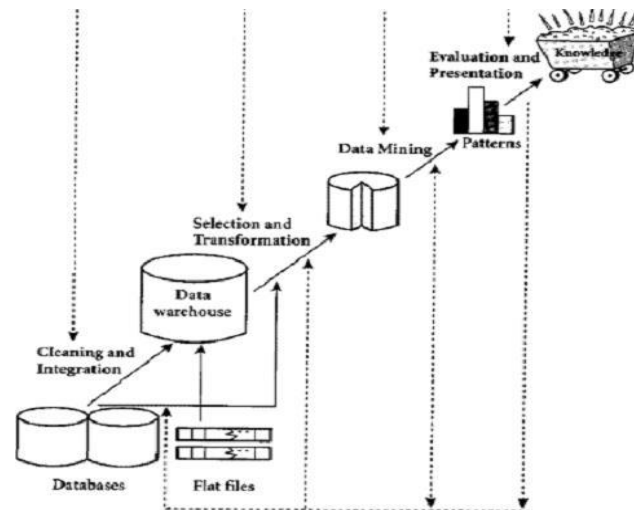 Evaluation and
Presentation
Knowledge
Patterns
Data Mining
Selection and
Transformation
Data
warehouse
Cleaning and
Integration
Databases
Flat files